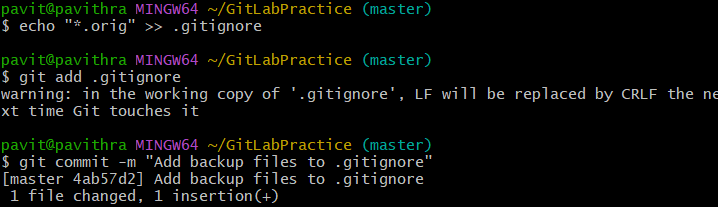 pavit@pavithra MINGW64 ~/GitLabPractice (master)
$ echo "*.orig" >> .gitignore
pavit@pavithra MINGW64 ~/GitLabPractice (master)
$ git add .gitignore
warning: in the working copy of '.gitignore', LF will be replaced by CRLF the ne
xt time Git touches it
pavit@pavithra MINGW64 ~/GitLabPractice (master)
$ git commit -m "Add backup files to .gitignore"
[master 4ab57d2] Add backup files to .gitignore
 1 file changed, 1 insertion(+)